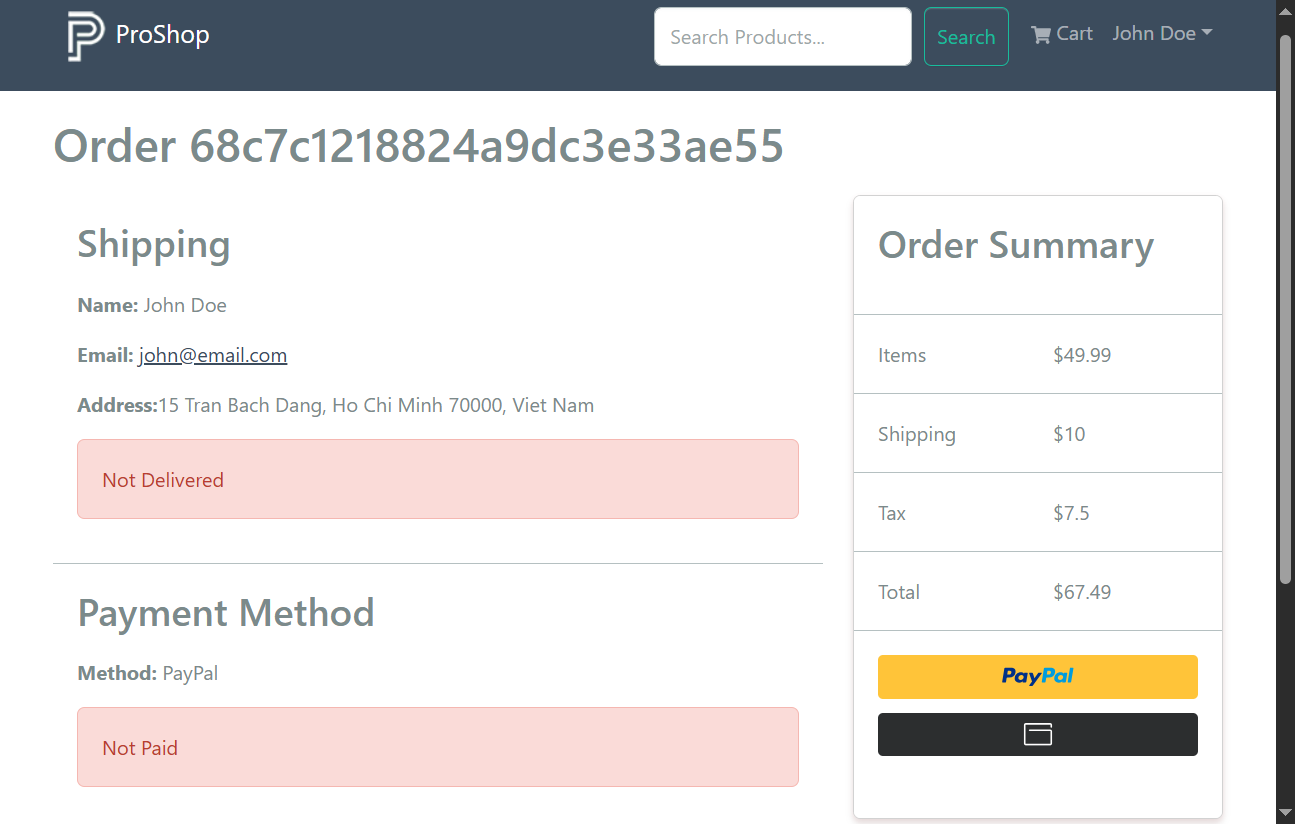 ProShop
Search Products...
Search
Cart
John Doe
Order 68c7c1218824a9dc3e33ae55
Shipping
Name: John Doe
Email: john@email.com
Address:15 Tran Bach Dang, Ho Chi Minh 70000, Viet Nam
Not Delivered
Payment Method
Method: PayPal
Not Paid
Order Summary
Items $49.99
Shipping $10
Tax $7.5
Total $67.49
PayPal